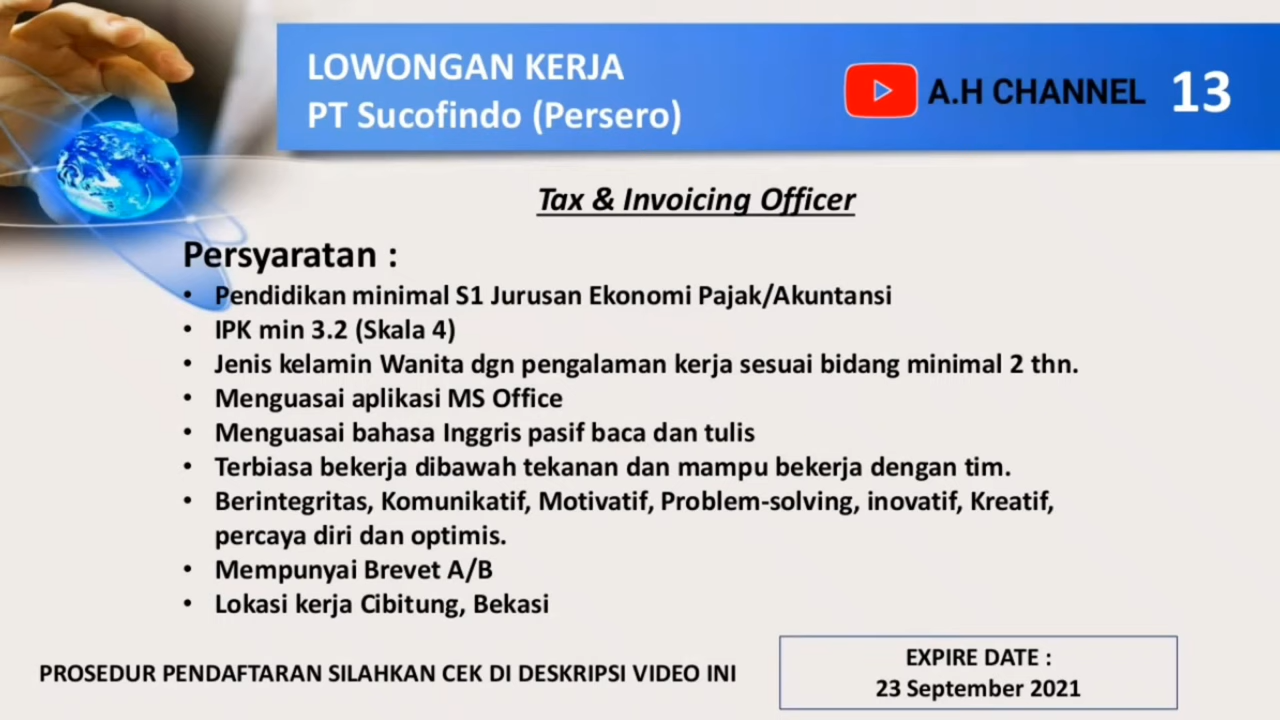 LOWONGAN KERJA
PT Sucofindo (Persero)
A.H CHANNEL 13
Tax & Invoicing Officer
Persyaratan :
• Pendidikan minimal S1 Jurusan Ekonomi Pajak/Akuntansi
• IPK min 3.2 (Skala 4)
• Jenis kelamin Wanita dgn pengalaman kerja sesuai bidang minimal 2 thn.
• Menguasai aplikasi MS Office
• Menguasai bahasa Inggris pasif baca dan tulis
• Terbiasa bekerja dibawah tekanan dan mampu bekerja dengan tim.
• Berintegritas, Komunikatif, Motivatif, Problem-solving, inovatif, Kreatif,
percaya diri dan optimis.
• Mempunyai Brevet A/B
• Lokasi kerja Cibitung, Bekasi
PROSEDUR PENDAFTARAN SILAHKAN CEK DI DESKRIPSI VIDEO INI
EXPIRE DATE :
23 September 2021